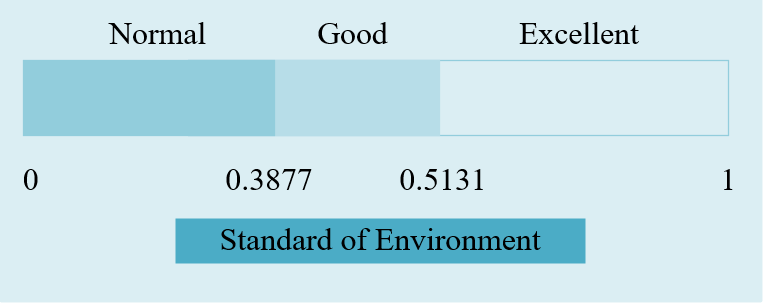 Normal Good Excellent
0 0.3877 0.5131 1
Standard of Environment